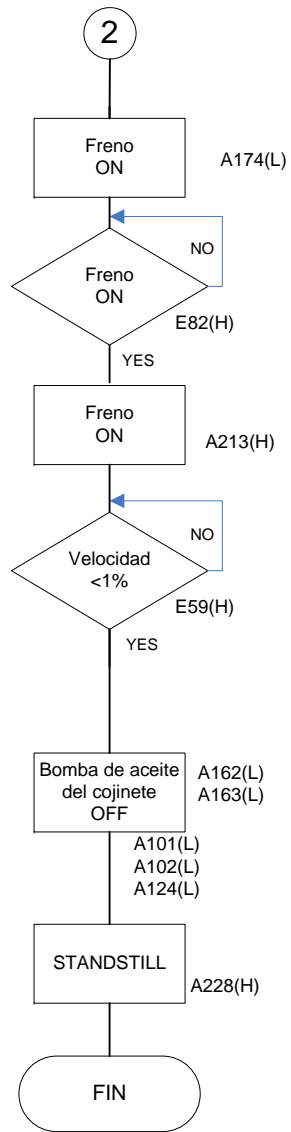 2
Freno
ON
A174(L)
NO
Freno
ON
E82(H)
YES
Freno
ON
A213(H)
NO
Velocidad
<1%
E59(H)
YES
Bomba de aceite
del cojinete
OFF
A162(L)
A163(L)
A101(L)
A102(L)
A124(L)
STANDSTILL
A228(H)
FIN